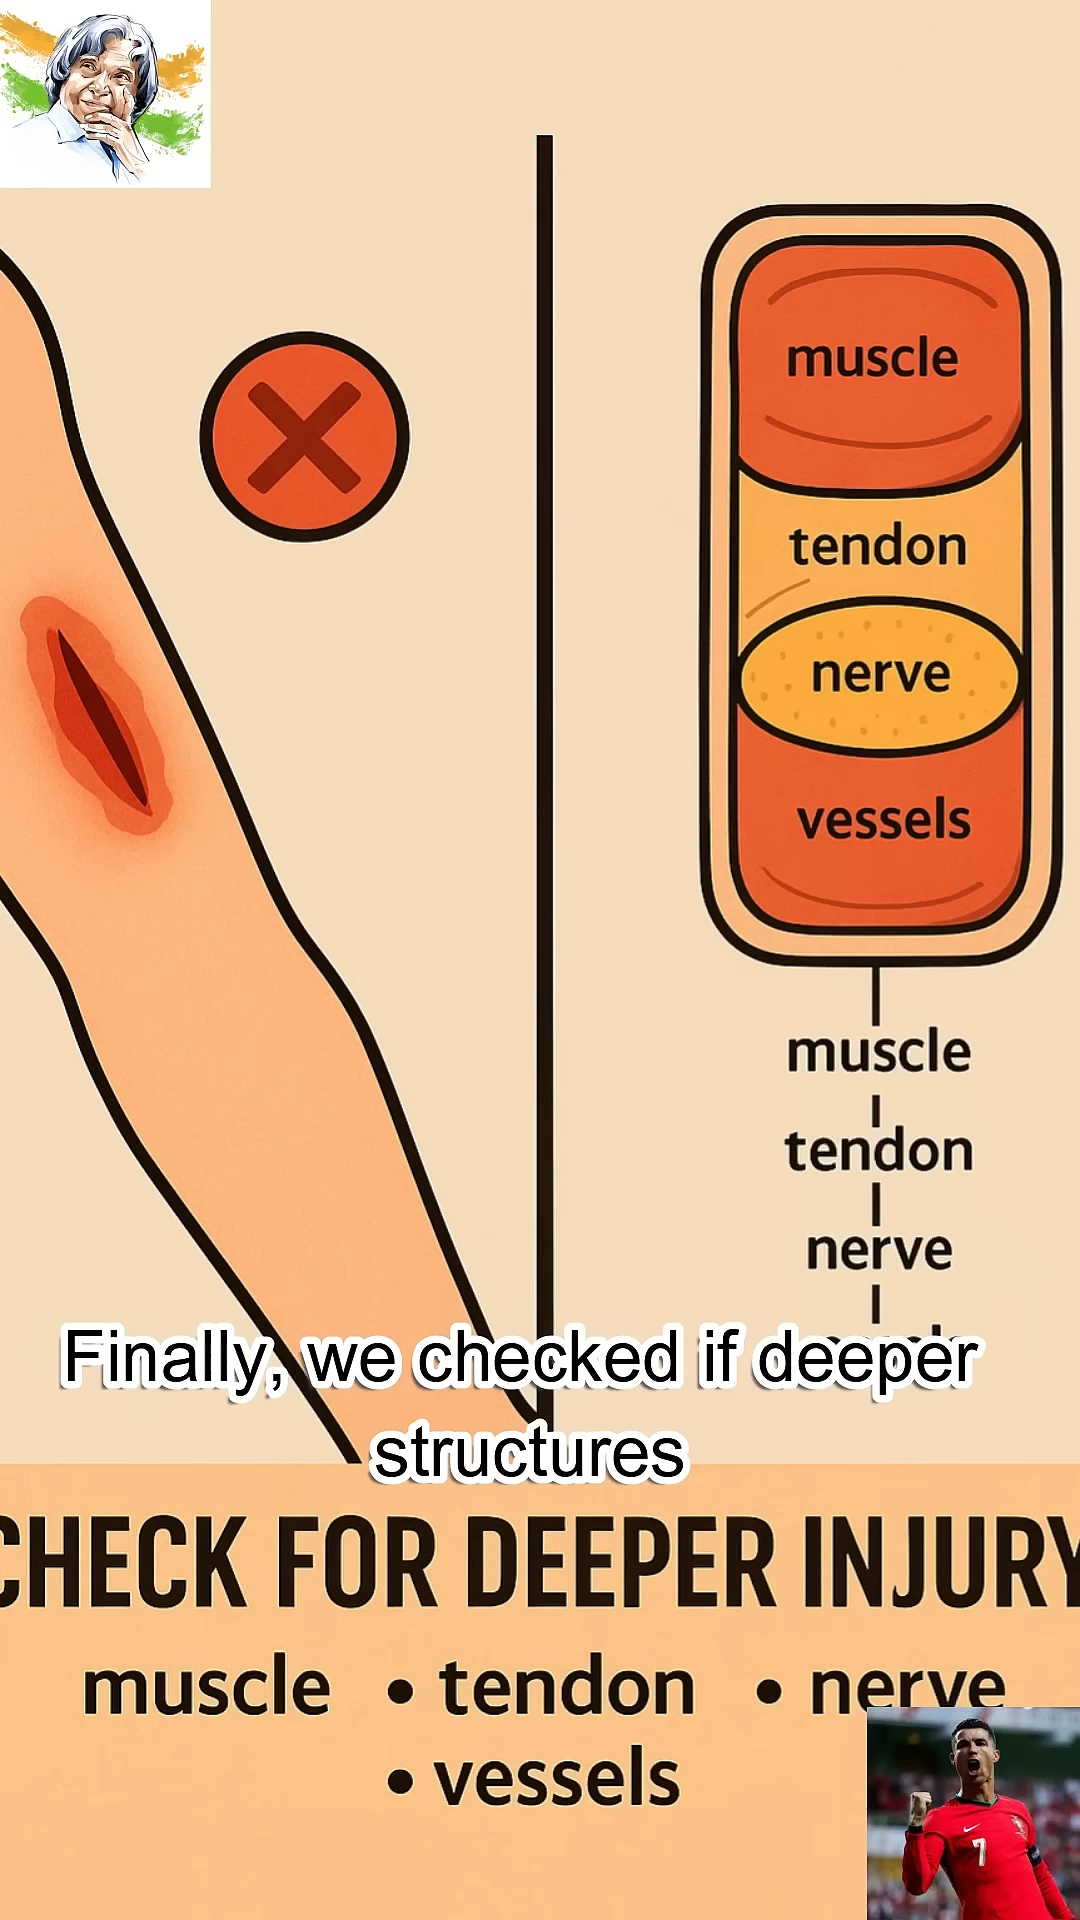 muscle
tendon
nerve
vessels
muscle
tendon
nerve
Finally, we checked if deeper
structures
CHECK FOR DEEPER INJURY
muscle • tendon • nerve
• vessels
7